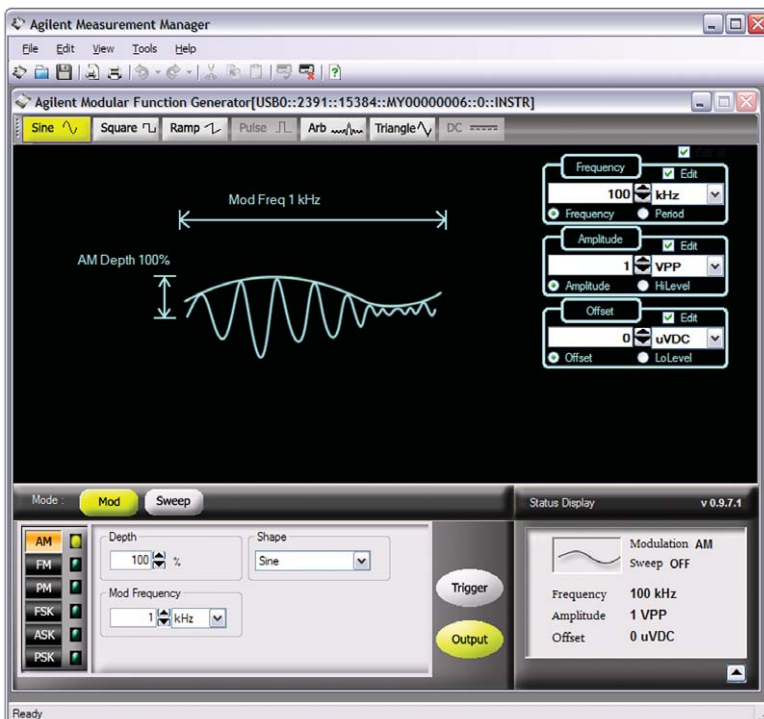 Agilent Measurement Manager
File Edit View Tools Help
Agilent Modular Function Generator[USB0::2391::15384::MY00000006::0::INSTR]
Sine Square Ramp Pulse Arb Triangle DC
Frequency
Edit
100 kHz
Frequency Period
Mod Freq 1 kHz
Amplitude
Edit
AM Depth 100%
1 VPP
Amplitude HiLevel
Offset
Edit
0 uVDC
Offset LoLevel
Mode : Mod Sweep
Status Display v 0.9.7.1
AM
FM
PM
FSK
ASK
PSK
Depth
100 %
Shape
Sine
Mod Frequency
1 kHz
Trigger
Output
Modulation AM
Sweep OFF
Frequency 100 kHz
Amplitude 1 VPP
Offset 0 uVDC
Ready